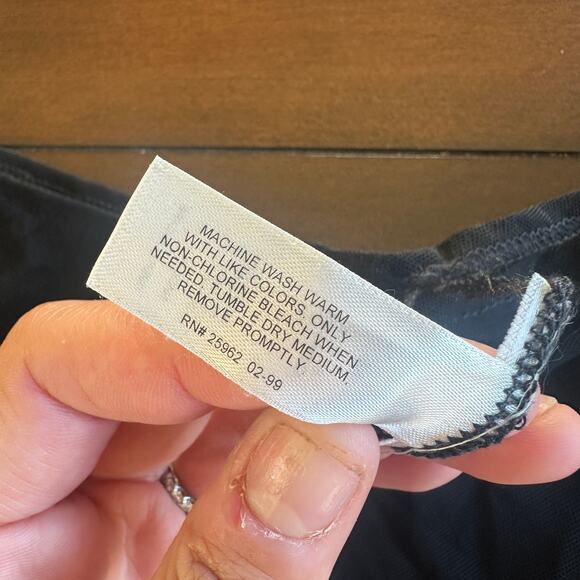 MACHINE WASH WARM
WITH LIKE COLORS. ONLY
NON-CHLORINE BLEACH WHEN
NEEDED. TUMBLE DRY MEDIUM.
REMOVE PROMPTLY
RN# 25962 02-99